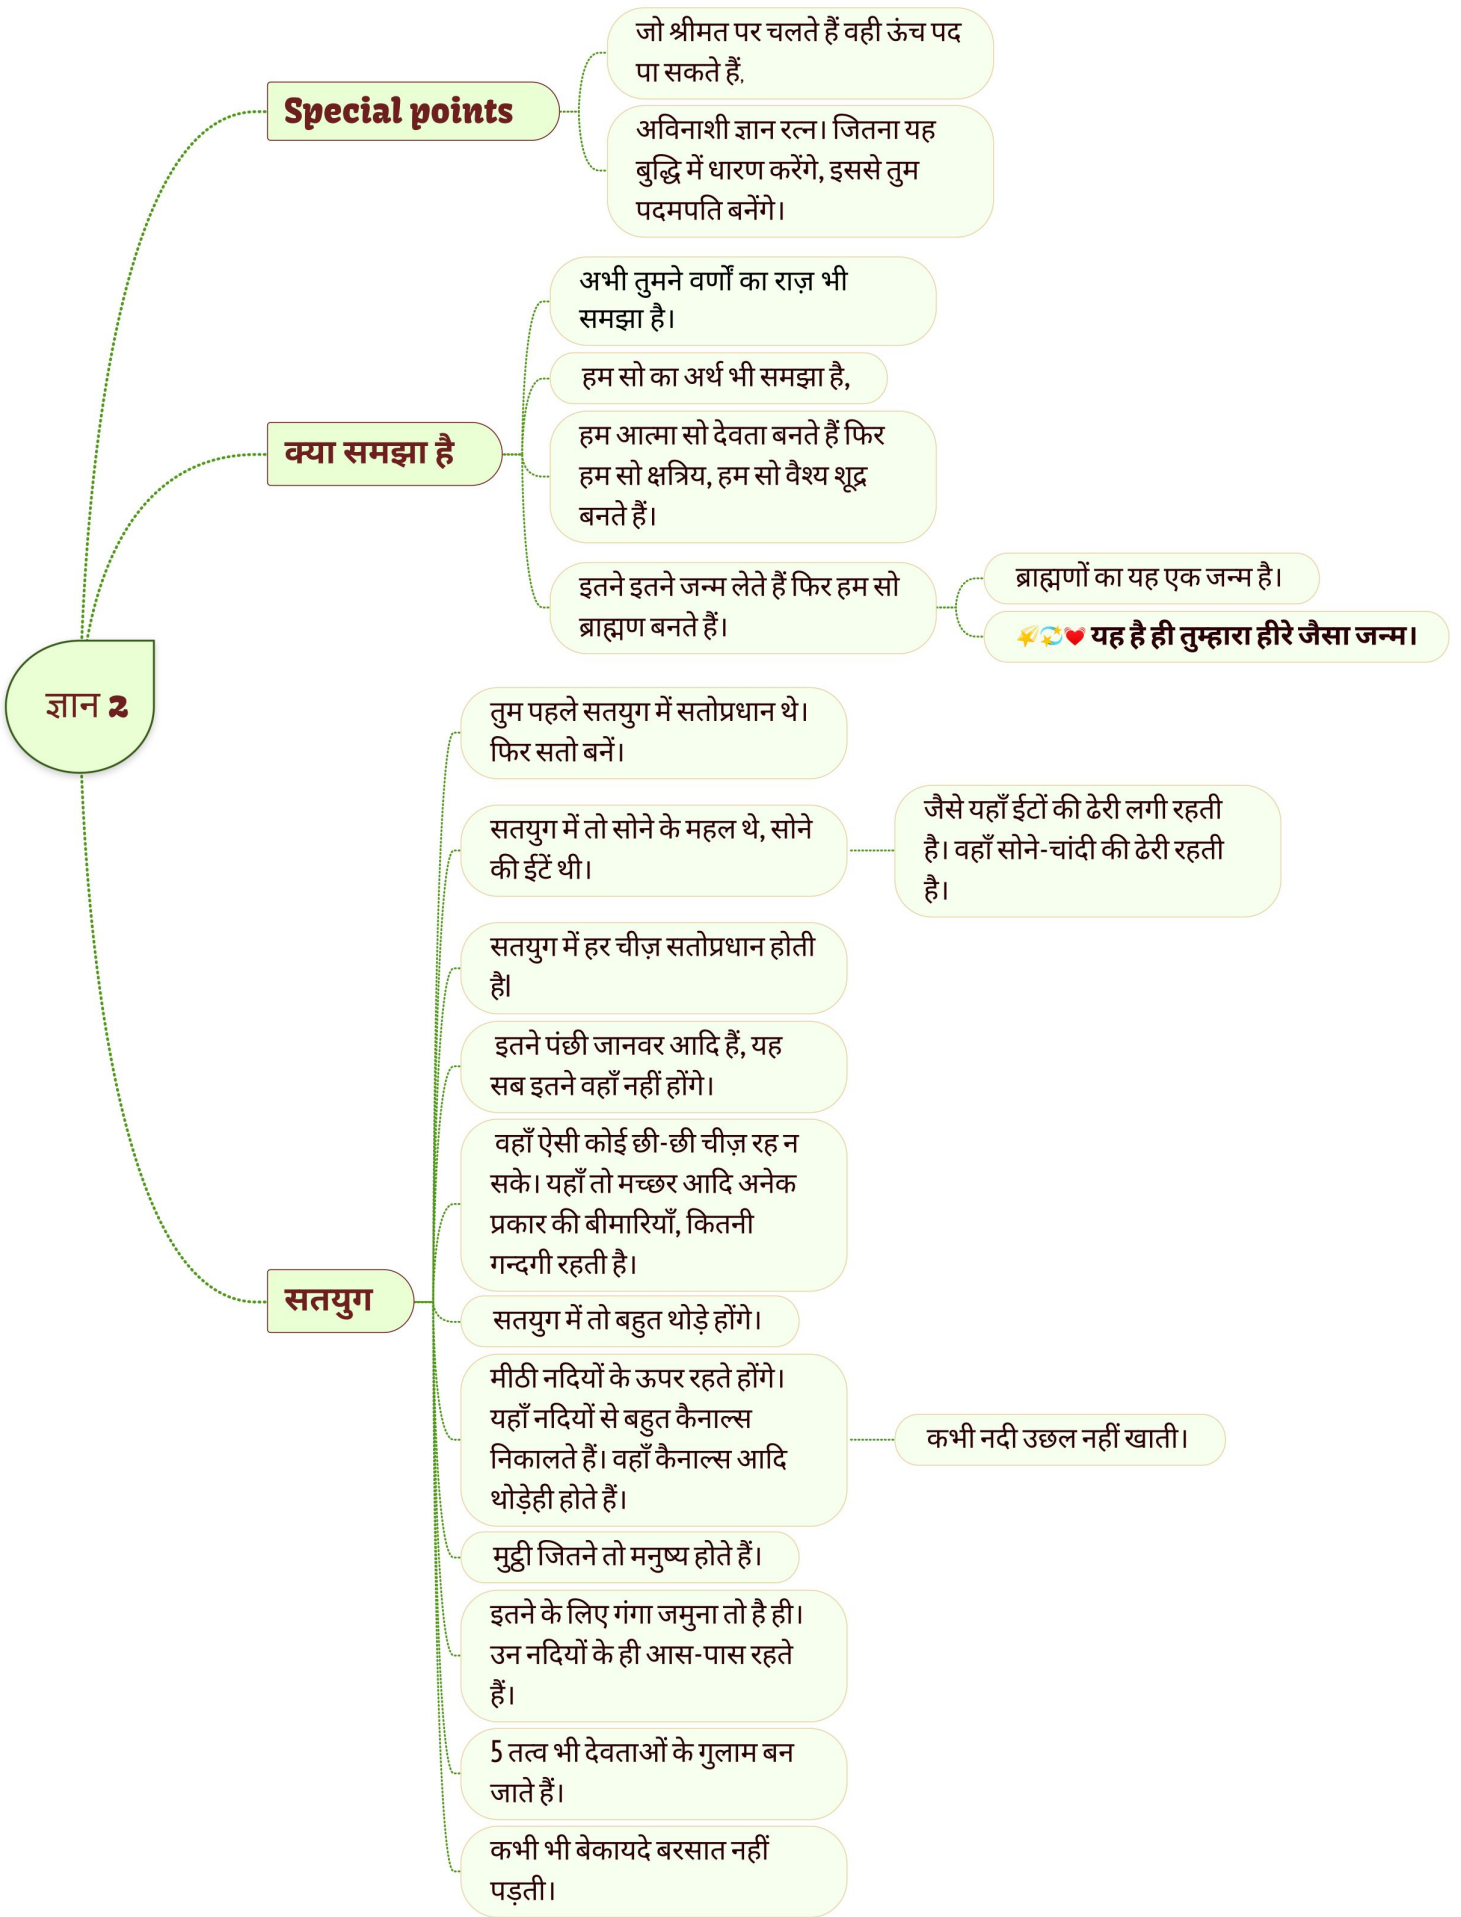 Special points
जो श्रीमत पर चलते हैं वही ऊंच पद
पा सकते हैं,
अविनाशी ज्ञान रत्न। जितना यह
बुद्धि में धारण करेंगे, इससे तुम
पदमपति बनेंगे।
क्या समझा है
अभी तुमने वर्णों का राज़ भी
समझा है।
हम सो का अर्थ भी समझा है,
हम आत्मा सो देवता बनते हैं फिर
हम सो क्षत्रिय, हम सो वैश्य शूद्र
बनते हैं।
इतने इतने जन्म लेते हैं फिर हम सो
ब्राह्मण बनते हैं।
ब्राह्मणों का यह एक जन्म है।
🌠💫💓 यह है ही तुम्हारा हीरे जैसा जन्म।
ज्ञान 2
सतयुग
तुम पहले सतयुग में सतोप्रधान थे।
फिर सतो बनें।
सतयुग में तो सोने के महल थे, सोने
की ईटें थी।
जैसे यहाँ ईटों की ढेरी लगी रहती
है। वहाँ सोने-चांदी की ढेरी रहती
है।
सतयुग में हर चीज़ सतोप्रधान होती
हैl
इतने पंछी जानवर आदि हैं, यह
सब इतने वहाँ नहीं होंगे।
वहाँ ऐसी कोई छी-छी चीज़ रह न
सके। यहाँ तो मच्छर आदि अनेक
प्रकार की बीमारियाँ, कितनी
गन्दगी रहती है।
सतयुग में तो बहुत थोड़े होंगे।
मीठी नदियों के ऊपर रहते होंगे।
यहाँ नदियों से बहुत कैनाल्स
निकालते हैं। वहाँ कैनाल्स आदि
थोड़ेही होते हैं।
कभी नदी उछल नहीं खाती।
मुट्ठी जितने तो मनुष्य होते हैं।
इतने के लिए गंगा जमुना तो है ही।
उन नदियों के ही आस-पास रहते
हैं।
5 तत्व भी देवताओं के गुलाम बन
जाते हैं।
कभी भी बेकायदे बरसात नहीं
पड़ती।